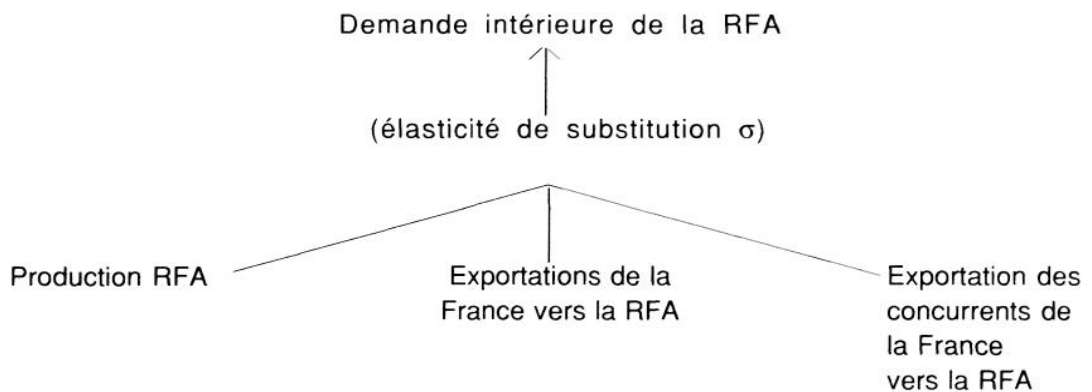 Demande intérieure de la RFA
(élasticité de substitution σ)
Production RFA
Exportations de la
France vers la RFA
Exportation des
concurrents de
la France
vers la RFA